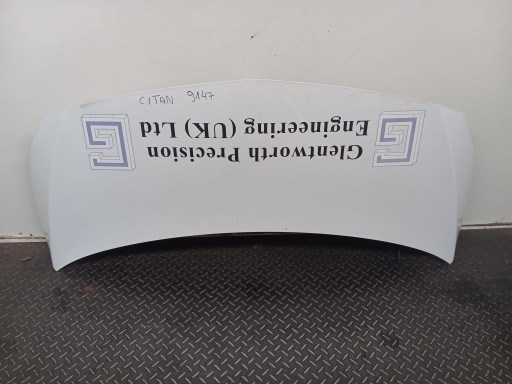 CITAN 9147
Glentworth Precision
Engineering (UK) Ltd